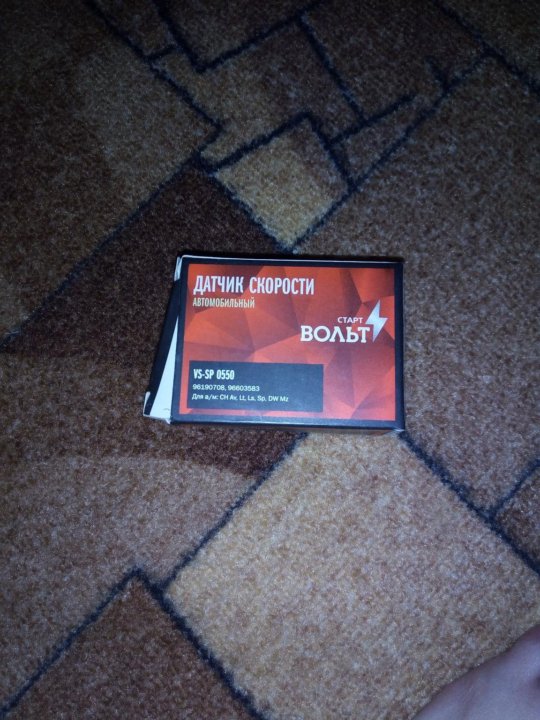 ДАТЧИК СКОРОСТИ
АВТОМОБИЛЬНЫЙ
СТАРТ
ВОЛЬТ
VS-SP 0550
96190708, 96603583
Для а/м: CH Av, Lt, La, Sp, DW Mz